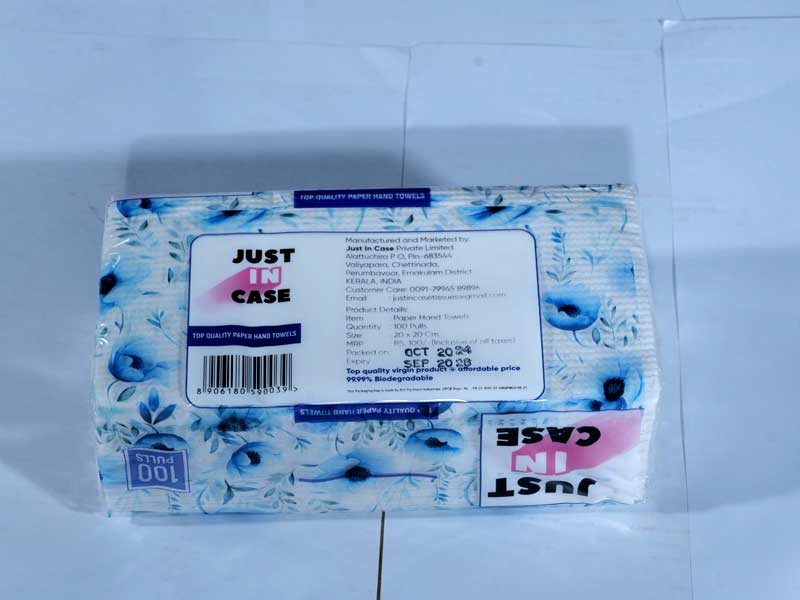 TOP QUALITY PAPER HAND TOWELS
JUST
IN
CASE
TOP QUALITY PAPER HAND TOWELS
8 906180 590039 >
Manufactured and Marketed by:
Just In Case Private Limited
Alattuchira P O, Pin-683544
Valiyapara, Chettinada,
Perumbavoor, Ernakulam District
KERALA, INDIA
Customer Care: 0091-79965 89896
Email : justincasetissues@gmail.com
Product Details:
Item : Paper Hand Towels
Quantity : 100 Pulls
Size : 20 x 20 Cm
MRP : RS. 100/- (Inclusive of all taxes)
Packed on: OCT 2024
Expiry : SEP 2028
Top quality virgin product affordable price
99.99% Biodegradable
QUALITY PAPER HAND TOWELS
100
PULLS
JUST
IN
CASE